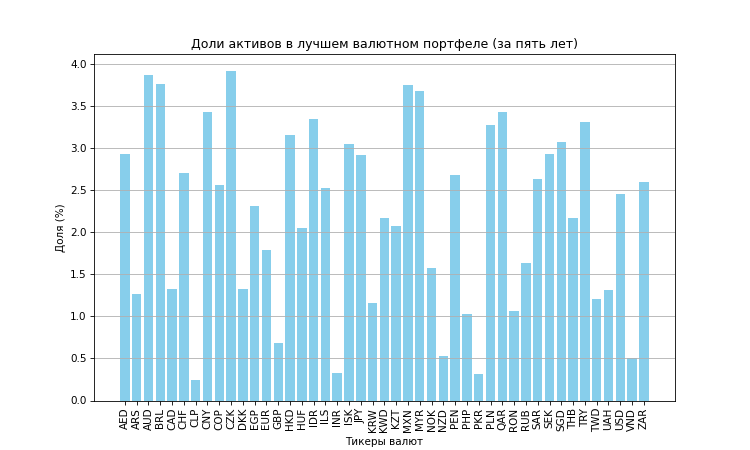 Доли активов в лучшем валютном портфеле (за пять лет)
4.0
3.5
3.0
2.5
2.0
1.5
1.0
0.5
0.0
Доля (%)
AED ARS AUD BRL CAD CHF CLP CNY COP CZK DKK EGP EUR GBP HKD HUF IDR ILS INR ISK JPY KRW KWD KZT MXN MYR NOK NZD PEN PHP PKR PLN QAR RON RUB SAR SEK SGD THB TRY TWD UAH USD VND ZAR
Тикеры валют